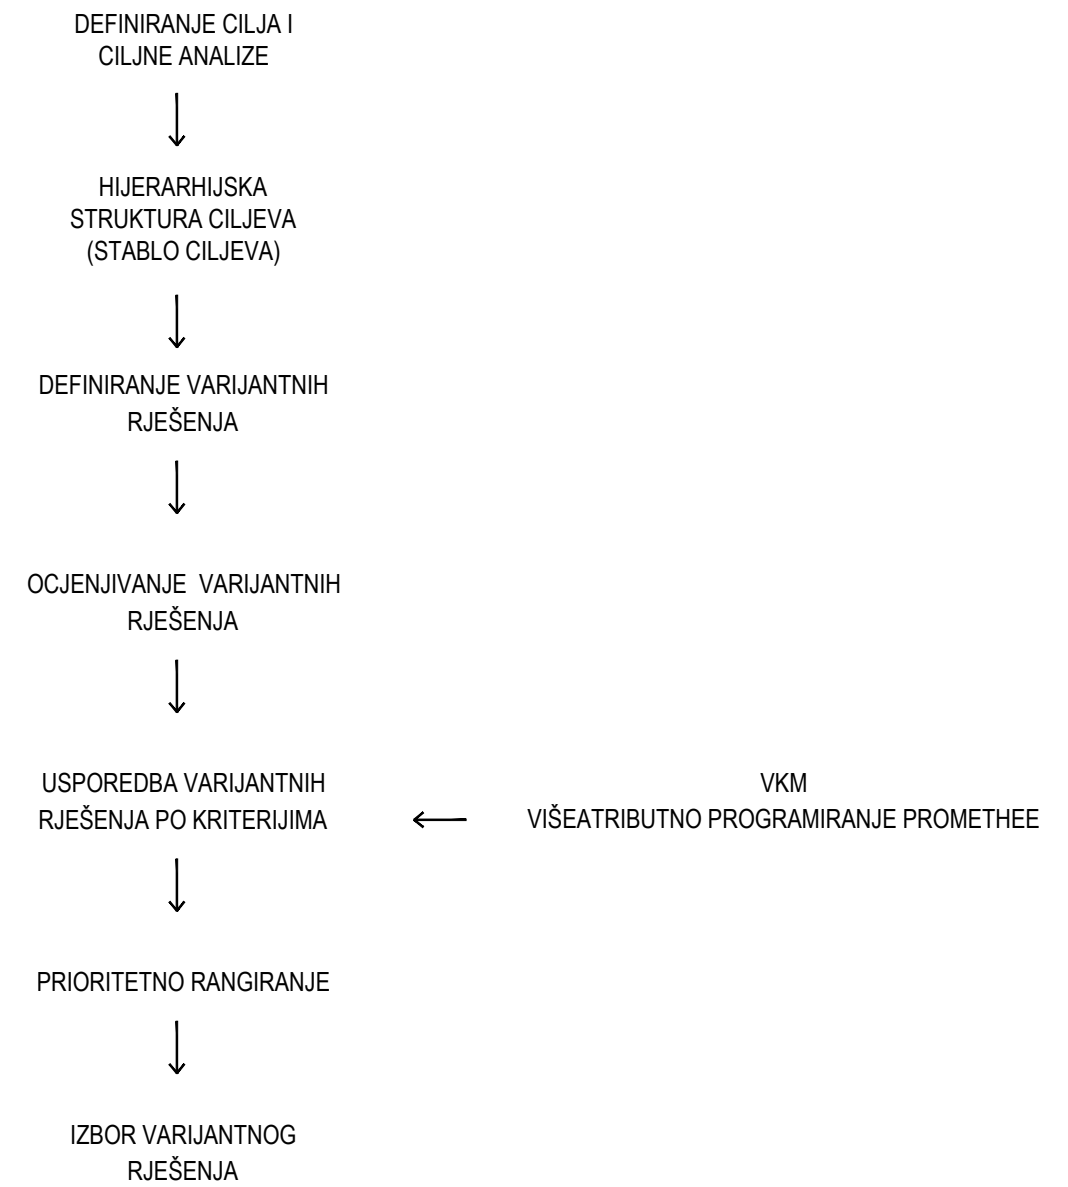 DEFINIRANJE CILJA I
CILJNE ANALIZE
HIJERARHIJSKA
STRUKTURA CILJEVA
(STABLO CILJEVA)
DEFINIRANJE VARIJANTNIH
RJEŠENJA
OCJENJIVANJE VARIJANTNIH
RJEŠENJA
USPOREDBA VARIJANTNIH
RJEŠENJA PO KRITERIJIMA
VKM
VIŠEATRIBUTNO PROGRAMIRANJE PROMETHEE
PRIORITETNO RANGIRANJE
IZBOR VARIJANTNOG
RJEŠENJA